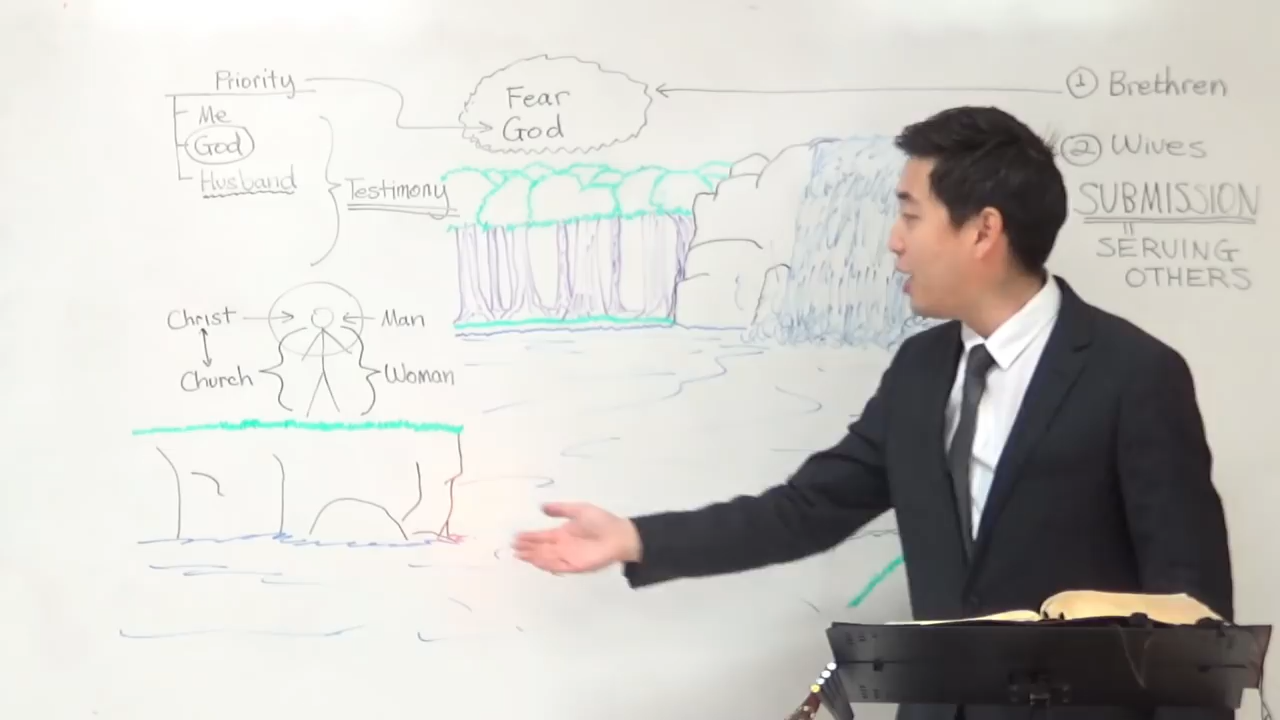 Priority
Me
God
Husband
Testimony
Fear
God
① Brethren
② Wives
SUBMISSION
=
SERVING
OTHERS
Christ
Man
Church
Woman